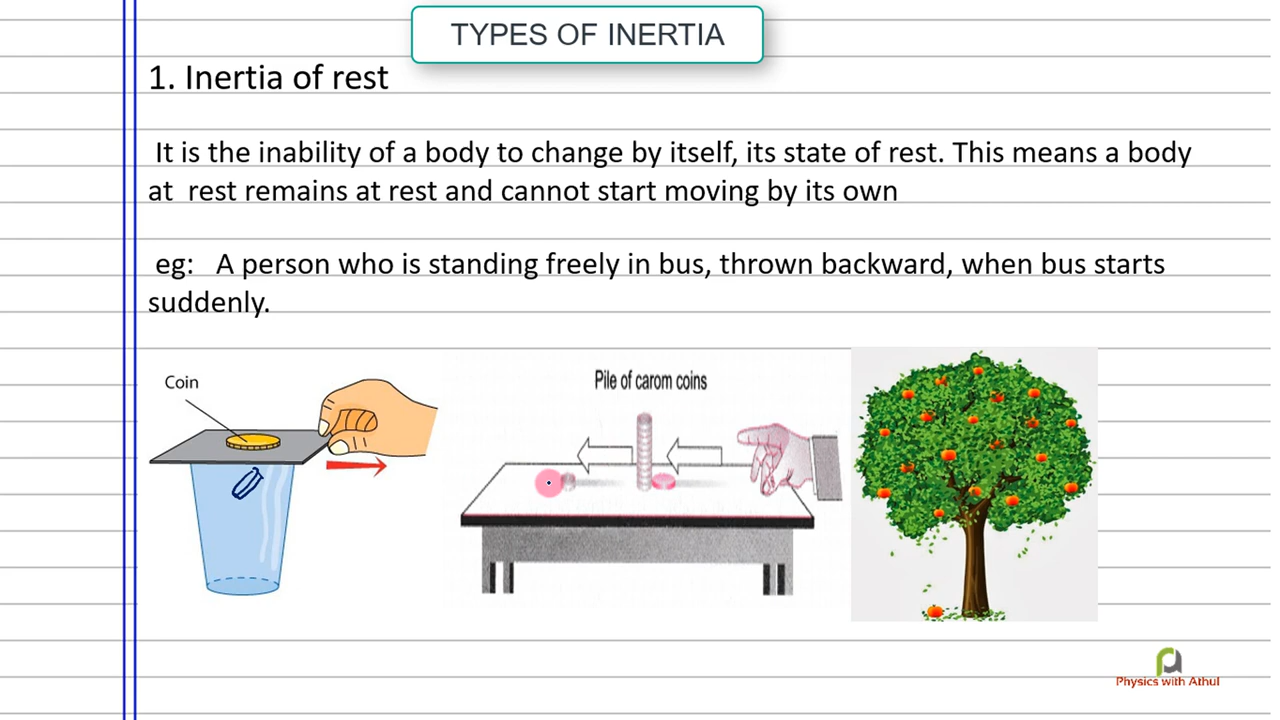 TYPES OF INERTIA
1. Inertia of rest
It is the inability of a body to change by itself, its state of rest. This means a body
at rest remains at rest and cannot start moving by its own
eg: A person who is standing freely in bus, thrown backward, when bus starts
suddenly.
Coin
Pile of carom coins
Physics with Athul